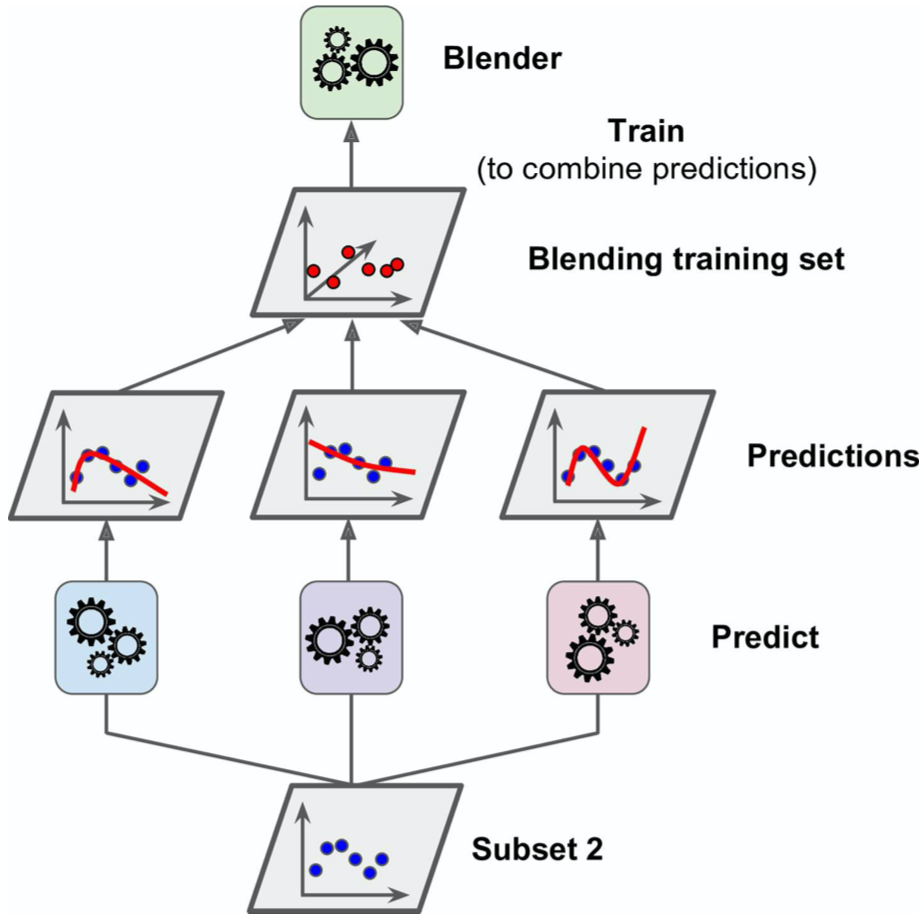 Blender
Train
(to combine predictions)
Blending training set
Predictions
Predict
Subset 2